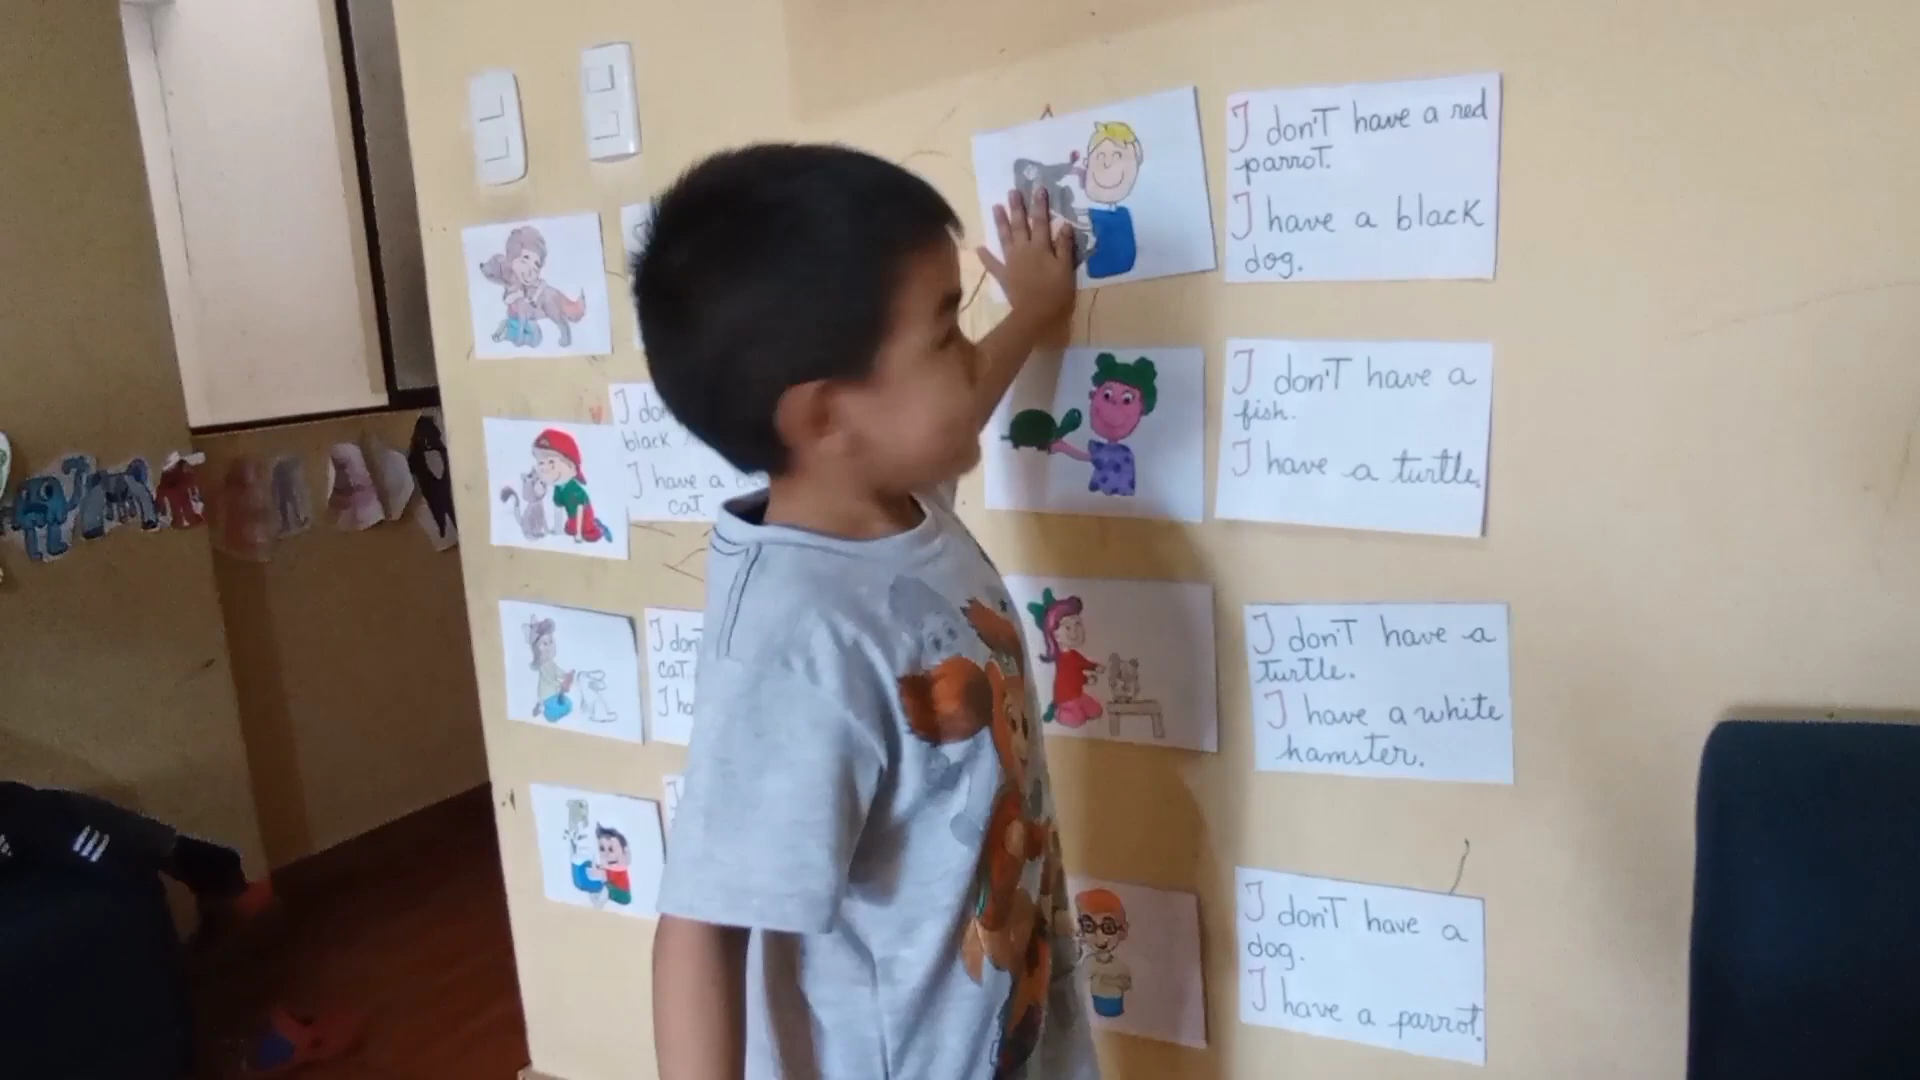 I don't have a red
parrot.
I have a black
dog.
I don't have a
fish.
I have a turtle.
I don't have a
turtle.
I have a white
hamster.
I don't have a
dog.
I have a parrot.
black
I have a
cat.
cat.